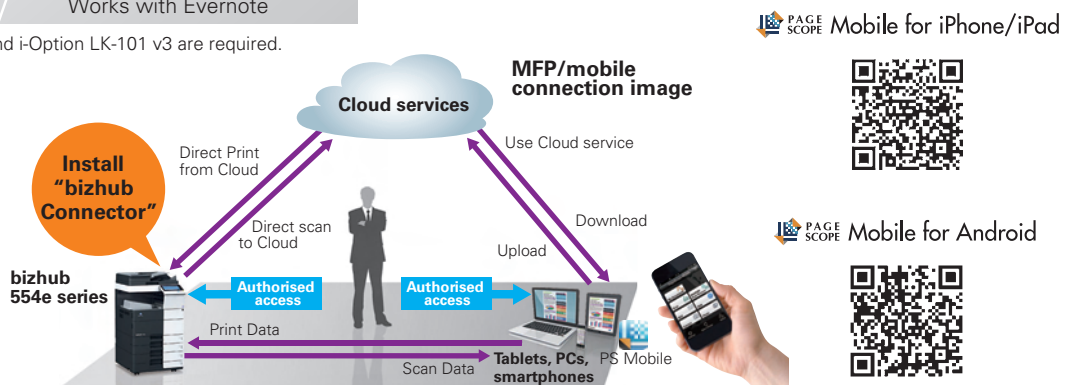 Works with Evernote
nd i-Option LK-101 v3 are required.
MFP/mobile
connection image
Cloud services
Install
“bizhub
Connector”
Direct Print
from Cloud
Direct scan
to Cloud
Use Cloud service
Download
Upload
bizhub
554e series
Authorised
access
Authorised
access
Print Data
Scan Data
Tablets, PCs,
smartphones
PS Mobile
PAGE
SCOPE Mobile for iPhone/iPad
PAGE
SCOPE Mobile for Android